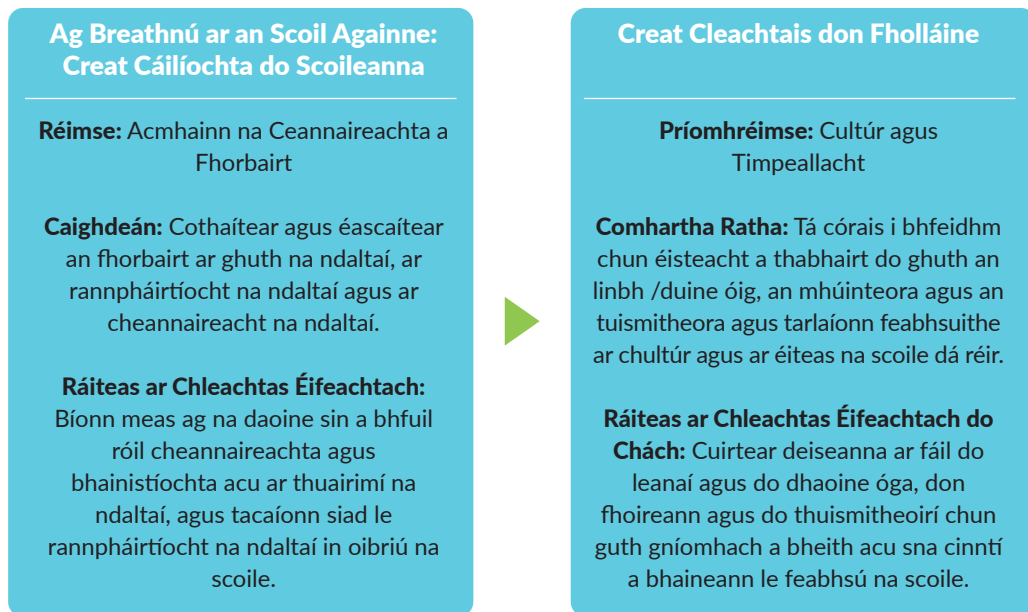 Ag Breathnú ar an Scoil Againne:
Creat Cáilíochta do Scoileanna
Réimse: Acmhainn na Ceannaireachta a
Fhorbairt
Caighdeán: Cothaítear agus éascaítear
an fhorbairt ar ghuth na ndaltaí, ar
rannpháirtíocht na ndaltaí agus ar
cheannaireacht na ndaltaí.
Ráiteas ar Chleachtas Éifeachtach:
Bíonn meas ag na daoine sin a bhfuil
róil cheannaireachta agus
bhainistíochta acu ar thuairimí na
ndaltaí, agus tacaíonn siad le
rannpháirtíocht na ndaltaí in oibriú na
scoile.
Creat Cleachtais don Fholláine
Príomhréimse: Cultúr agus
Timpeallacht
Comhartha Ratha: Tá córais i bhfeidhm
chun éisteacht a thabhairt do ghuth an
linbh /duine óig, an mhúinteora agus an
tuismitheora agus tarlaíonn feabhsuithe
ar chultúr agus ar éiteas na scoile dá réir.
Ráiteas ar Chleachtas Éifeachtach do
Chách: Cuirtear deiseanna ar fáil do
leanaí agus do dhaoine óga, don
fhoireann agus do thuismitheoirí chun
guth gníomhach a bheith acu sna cinntí
a bhaineann le feabhsú na scoile.